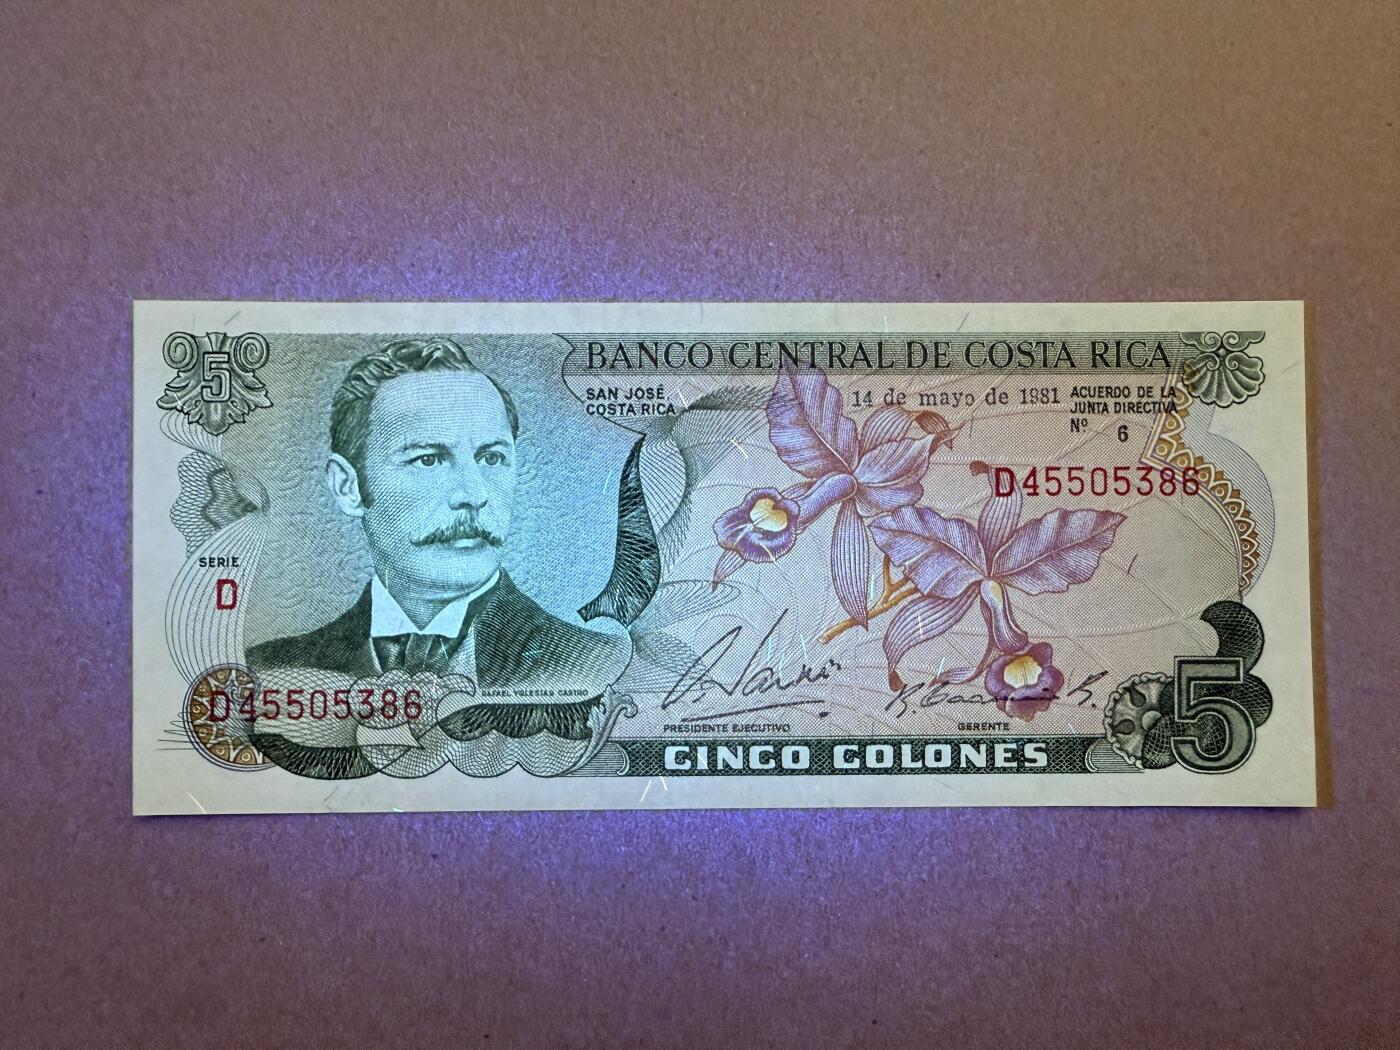 5
BANCO CENTRAL DE COSTA RICA
SAN JOSÉ
COSTA RICA
14 de mayo de 1981
ACUERDO DE LA
JUNTA DIRECTIVA
Nº 6
D45505386
SERIE
D
D45505386
RAFAEL YGLESIAS CASTRO
PRESIDENTE EJECUTIVO
GERENTE
CINCO COLONES
5